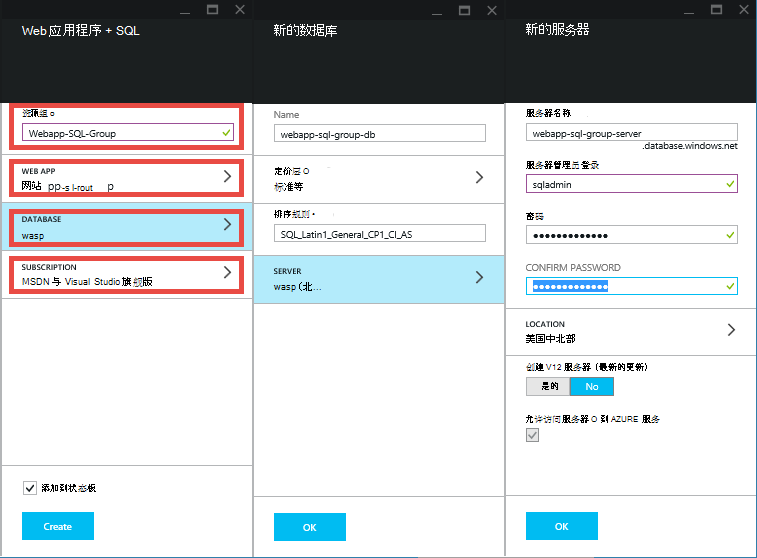 Web 应用程序 + SQL
资源组
Webapp-SQL-Group
WEB APP
网站
DATABASE
wasp
SUBSCRIPTION
MSDN 与 Visual Studio 旗舰版
添加到状态板
Create
新的数据库
Name
webapp-sql-group-db
定价层
标准等
排序规则
SQL_Latin1_General_CP1_CI_AS
SERVER
wasp (北...
OK
新的服务器
服务器名称
webapp-sql-group-server
.database.windows.net
服务器管理员登录
sqladmin
密码
CONFIRM PASSWORD
LOCATION
美国中北部
创建 V12 服务器 (最新的更新)
是的
No
允许访问服务器 O 到 AZURE 服务
OK